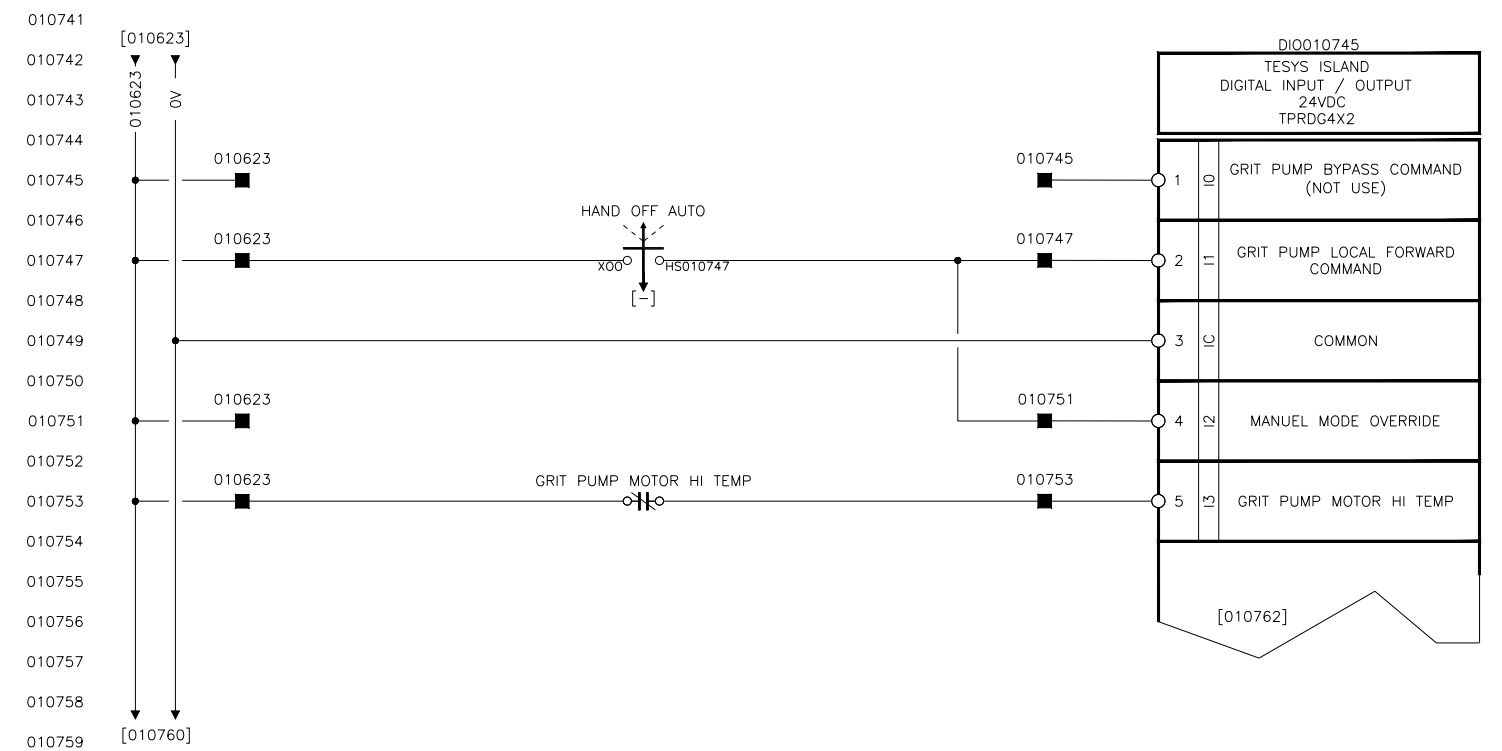 010741
[010623]
DIO010745
010742
TESYS ISLAND
DIGITAL INPUT / OUTPUT
24VDC
TPRDG4X2
010623
0V
010743
010744
010623
010745
010745
1
I0
GRIT PUMP BYPASS COMMAND
(NOT USE)
010746
HAND OFF AUTO
010623
010747
010747
X00
HS010747
2
I1
GRIT PUMP LOCAL FORWARD
COMMAND
010748
[-]
010749
3
IC
COMMON
010750
010623
010751
010751
4
I2
MANUEL MODE OVERRIDE
010752
010623
GRIT PUMP MOTOR HI TEMP
010753
010753
5
I3
GRIT PUMP MOTOR HI TEMP
010754
010755
010756
[010762]
010757
010758
[010760]
010759